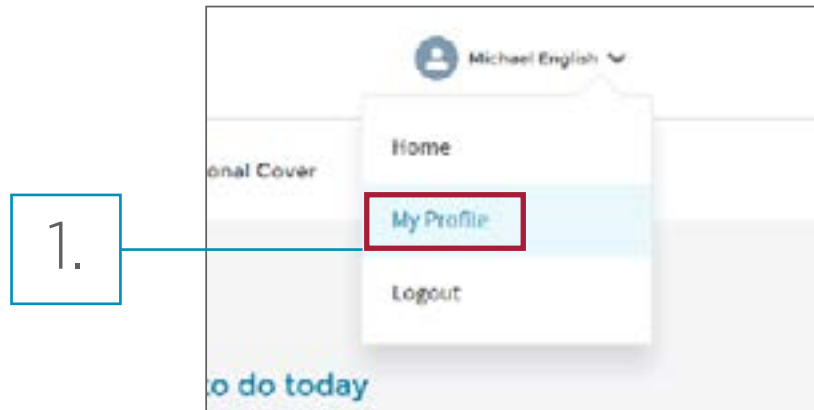 Michael English
Home
onal Cover
My Profile
1.
Logout
to do today